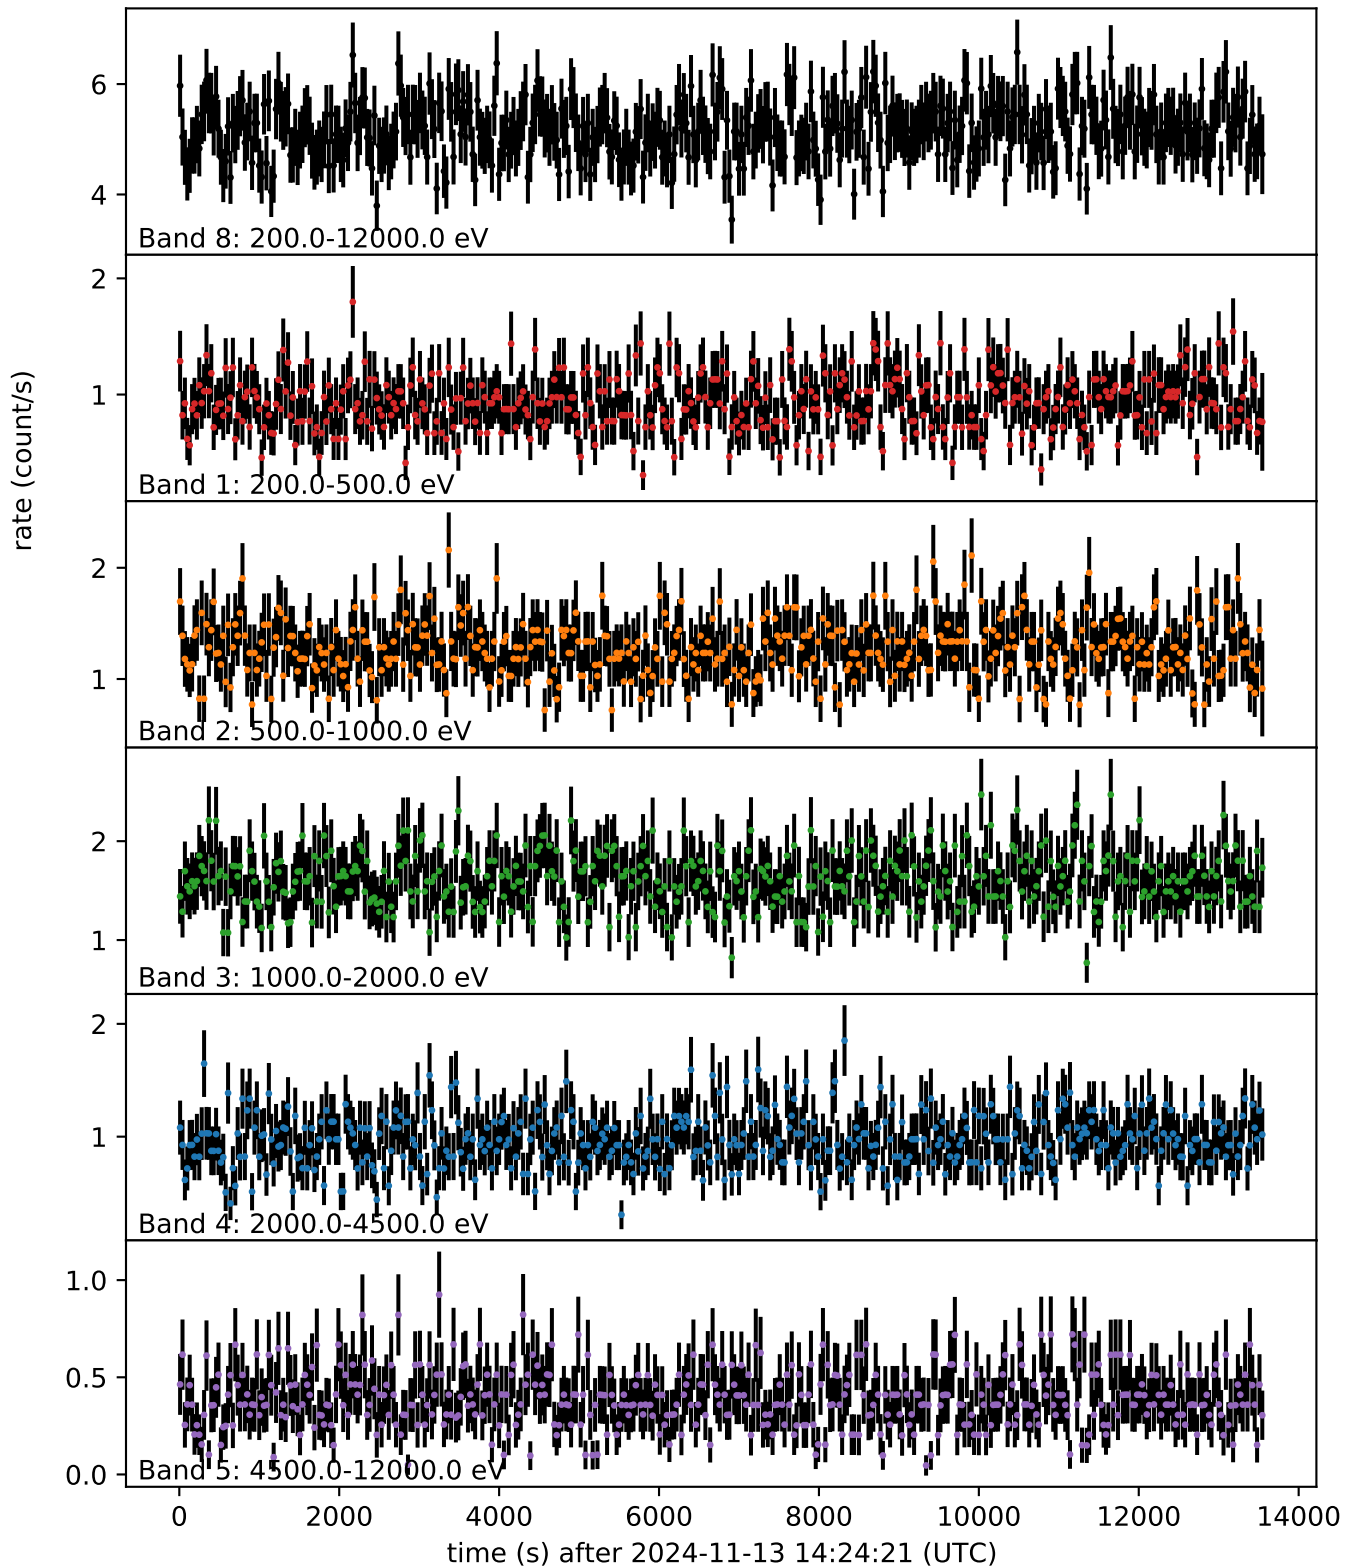 rate (count/s)
6
4
Band 8: 200.0-12000.0 eV
2
1
Band 1: 200.0-500.0 eV
2
1
Band 2: 500.0-1000.0 eV
2
1
Band 3: 1000.0-2000.0 eV
2
1
Band 4: 2000.0-4500.0 eV
1.0
0.5
0.0
Band 5: 4500.0-12000.0 eV
0 2000 4000 6000 8000 10000 12000 14000
time (s) after 2024-11-13 14:24:21 (UTC)